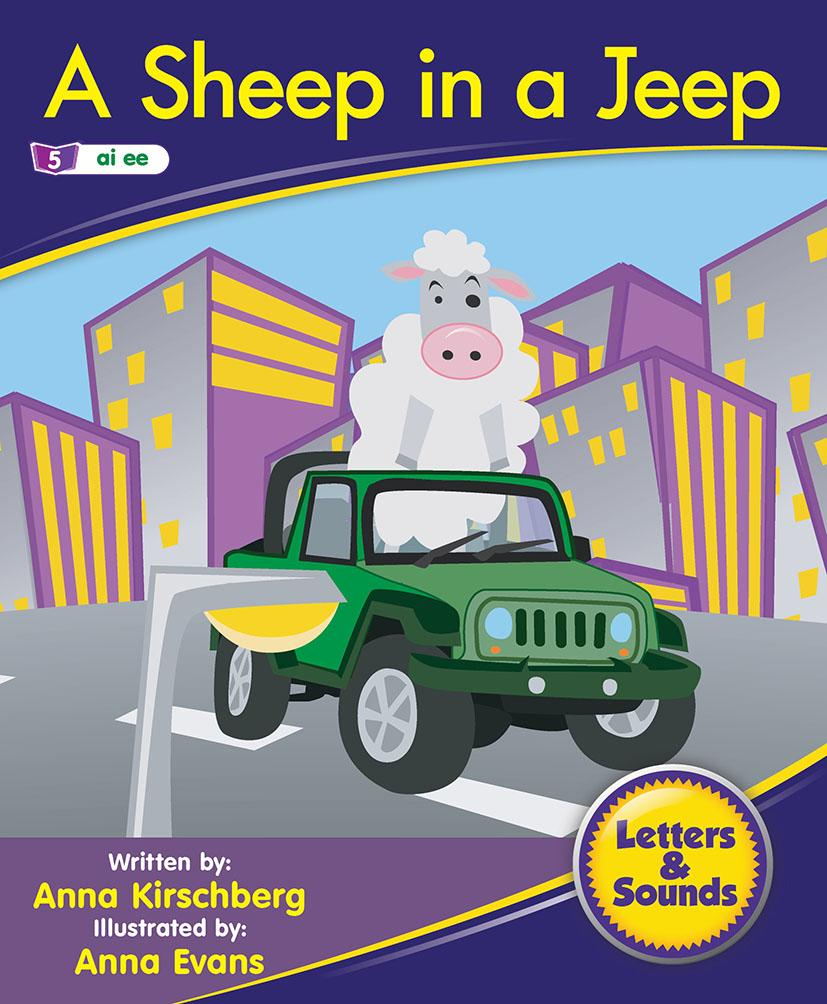 A Sheep in a Jeep
5 ai ee
Written by:
Anna Kirschberg
Illustrated by:
Anna Evans
Letters
&
Sounds